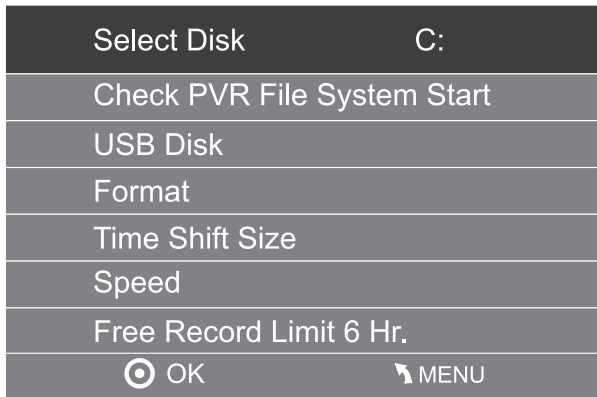 Select Disk C:
Check PVR File System Start
USB Disk
Format
Time Shift Size
Speed
Free Record Limit 6 Hr.
OK MENU